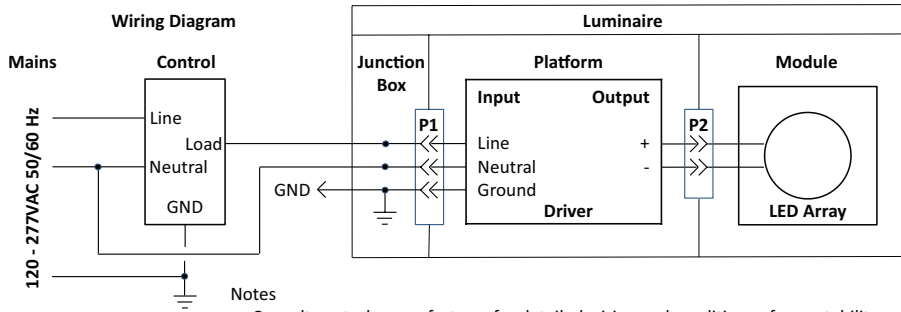 Wiring Diagram
Luminaire
Mains
Control
Junction
Box
Platform
Module
120 - 277VAC 50/60 Hz
Line
Load
Neutral
GND
GND
P1
Input
Output
Line
+
Neutral
-
Ground
Driver
P2
LED Array
Notes